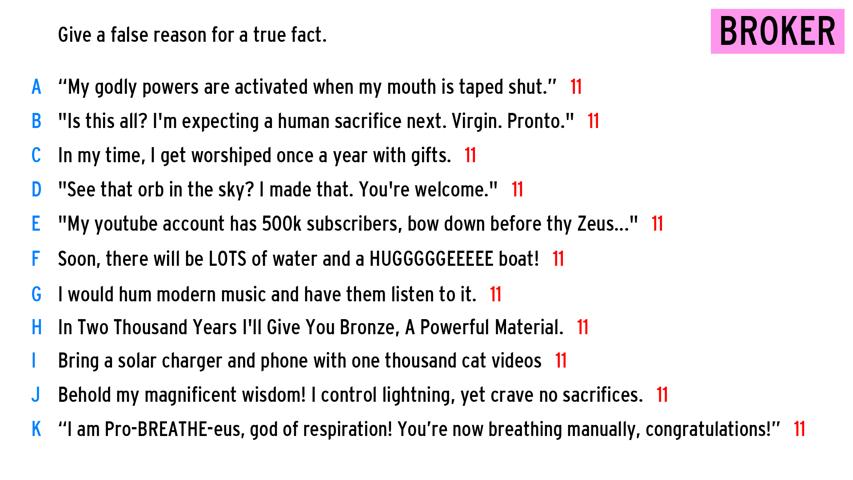 Give a false reason for a true fact.
BROKER
A “My godly powers are activated when my mouth is taped shut.” 11
B "Is this all? I'm expecting a human sacrifice next. Virgin. Pronto." 11
C In my time, I get worshiped once a year with gifts. 11
D "See that orb in the sky? I made that. You're welcome." 11
E "My youtube account has 500k subscribers, bow down before thy Zeus..." 11
F Soon, there will be LOTS of water and a HUGGGGGEEEEE boat! 11
G I would hum modern music and have them listen to it. 11
H In Two Thousand Years I'll Give You Bronze, A Powerful Material. 11
I Bring a solar charger and phone with one thousand cat videos 11
J Behold my magnificent wisdom! I control lightning, yet crave no sacrifices. 11
K “I am Pro-BREATHE-eus, god of respiration! You’re now breathing manually, congratulations!” 11